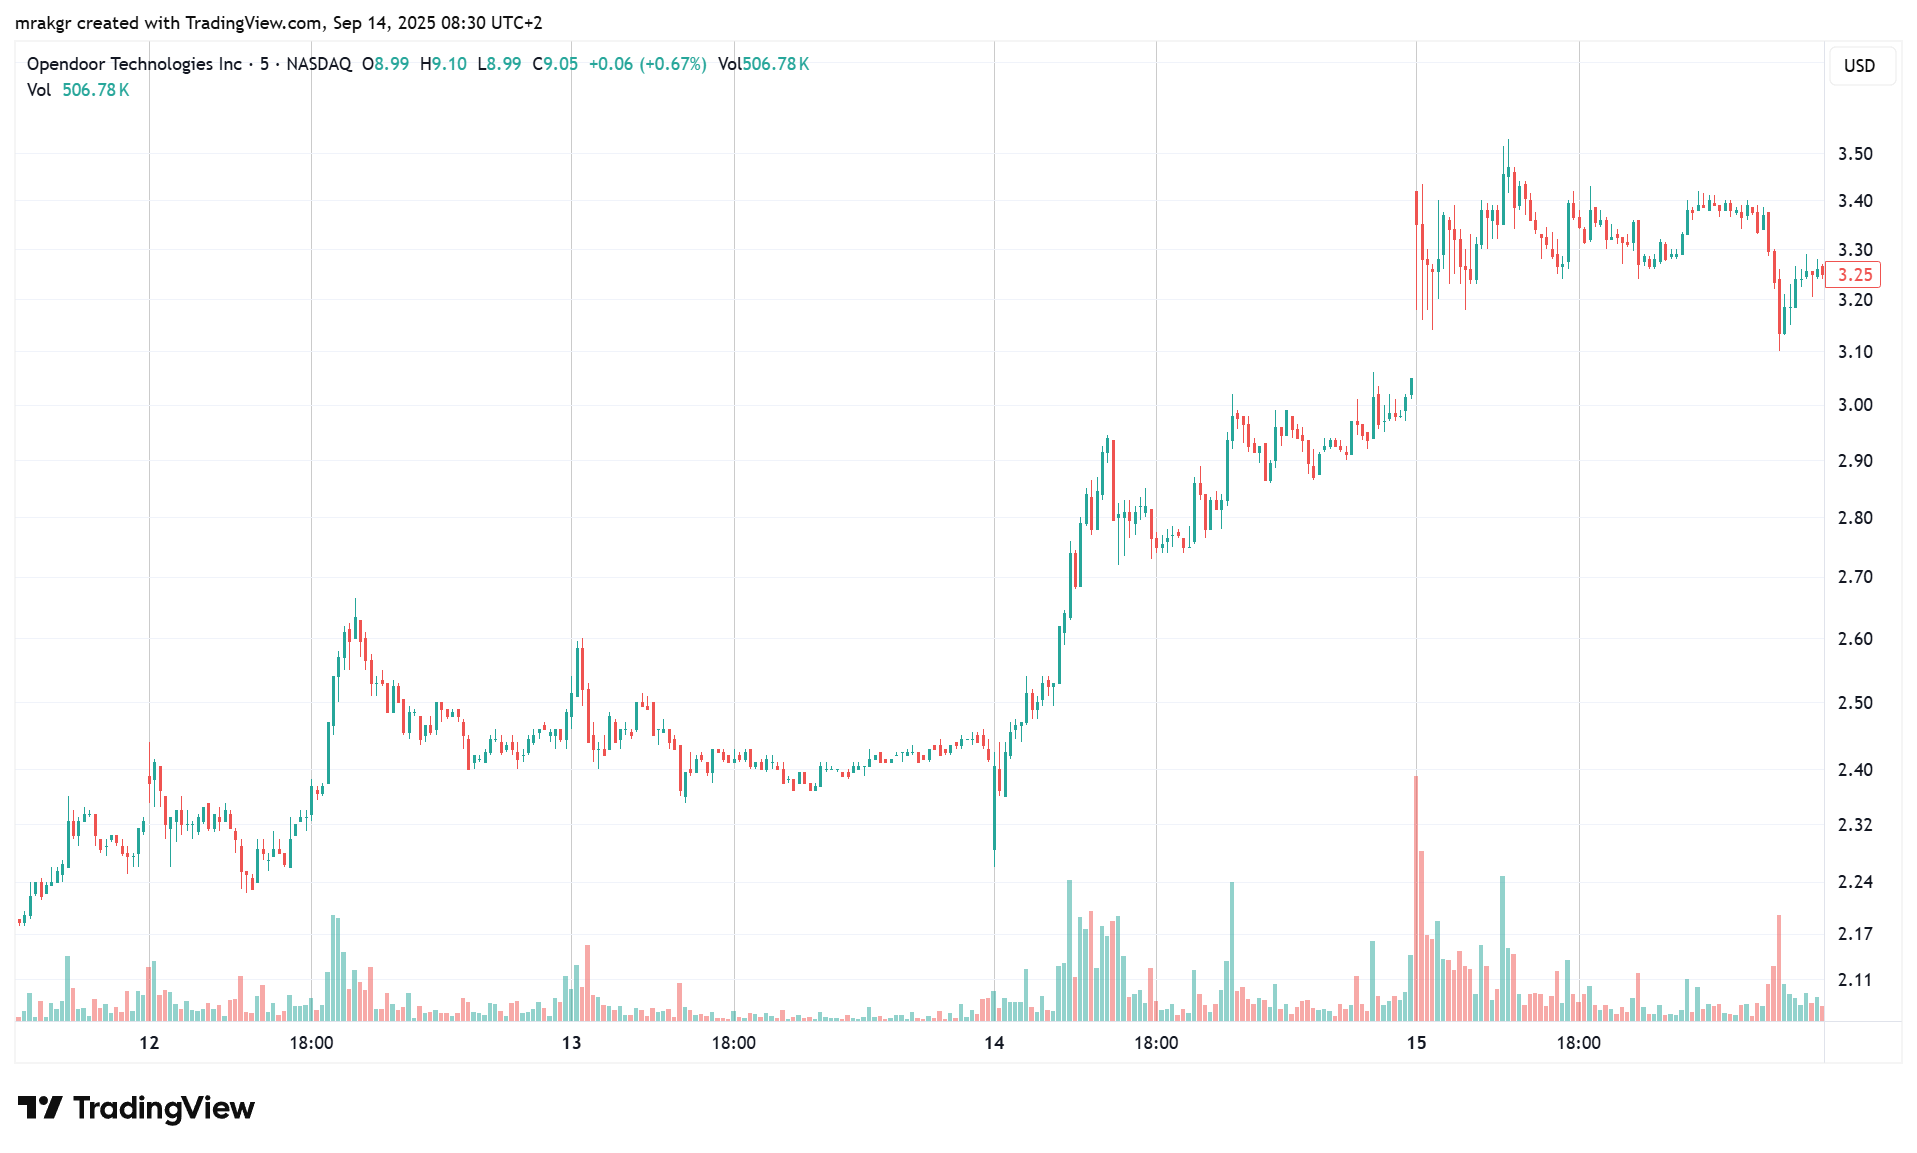 mrakgr created with TradingView.com, Sep 14, 2025 08:30 UTC+2
Opendoor Technologies Inc · 5 · NASDAQ O8.99 H9.10 L8.99 C9.05 +0.06 (+0.67%) Vol506.78K
Vol 506.78K
USD
3.50
3.40
3.30
3.25
3.20
3.10
3.00
2.90
2.80
2.70
2.60
2.50
2.40
2.32
2.24
2.17
2.11
12 18:00 13 18:00 14 18:00 15 18:00
TradingView